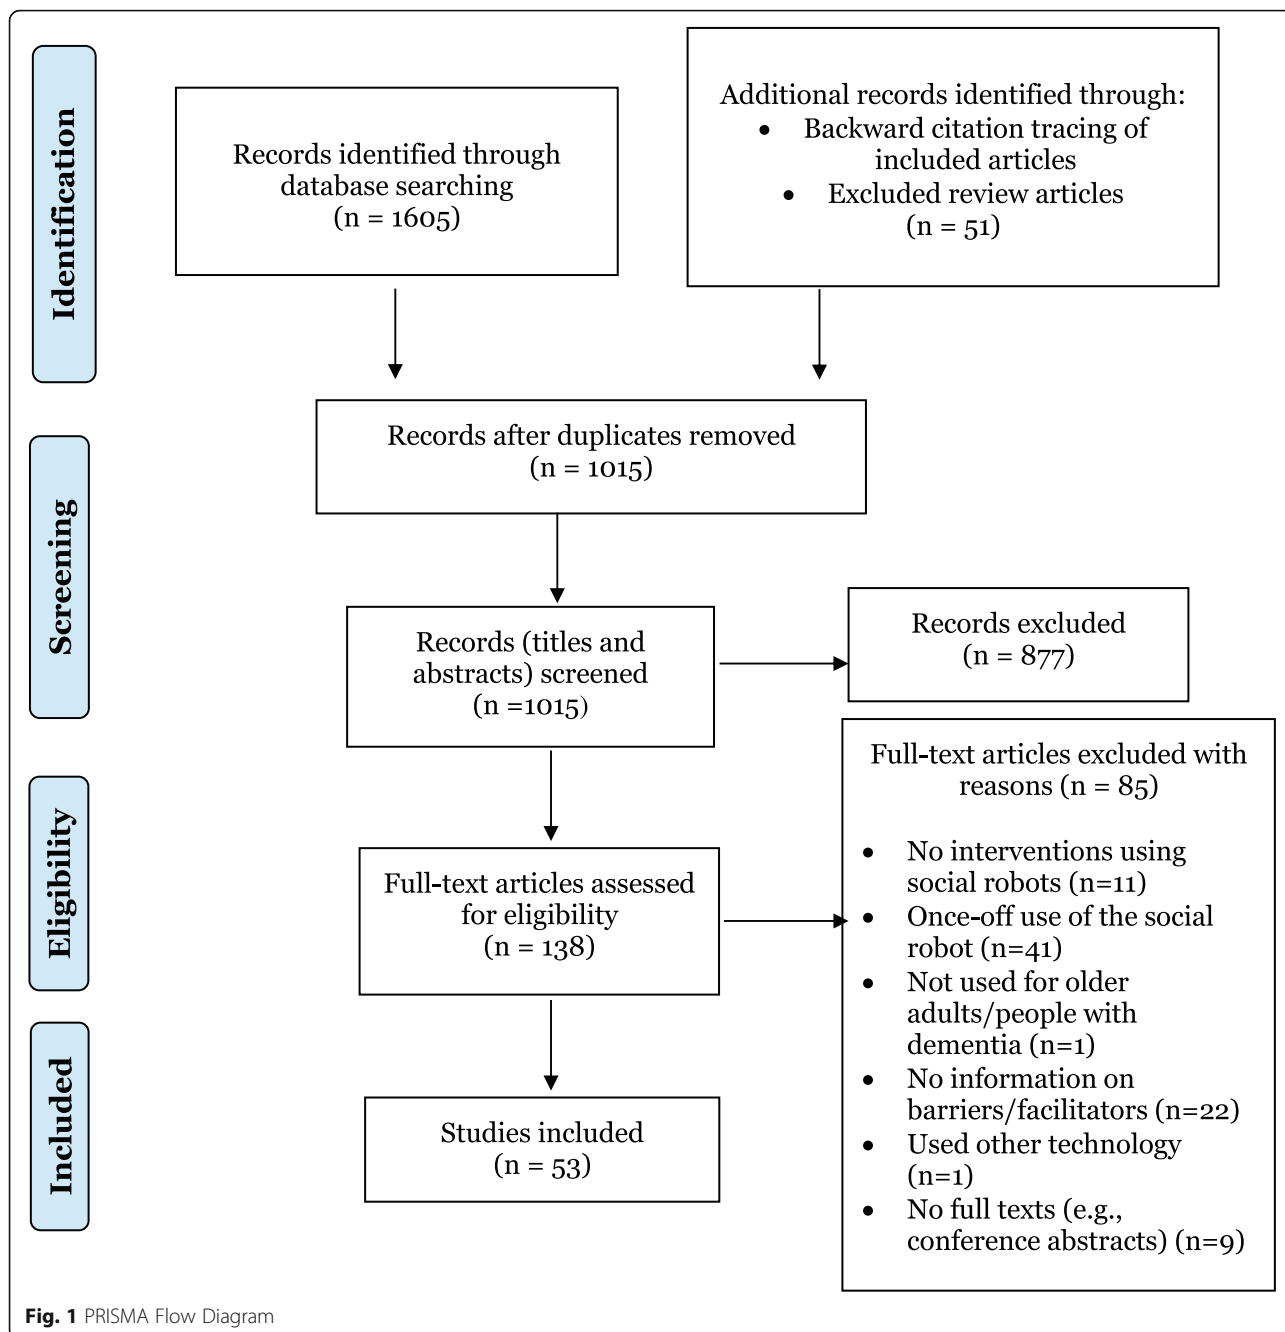 Identification
Records identified through
database searching
(n = 1605)
Additional records identified through:
• Backward citation tracing of
included articles
• Excluded review articles
(n = 51)
Screening
Records after duplicates removed
(n = 1015)
Records (titles and
abstracts) screened
(n =1015)
Records excluded
(n = 877)
Eligibility
Full-text articles assessed
for eligibility
(n = 138)
Full-text articles excluded with
reasons (n = 85)
• No interventions using
social robots (n=11)
• Once-off use of the social
robot (n=41)
• Not used for older
adults/people with
dementia (n=1)
• No information on
barriers/facilitators (n=22)
• Used other technology
(n=1)
• No full texts (e.g.,
conference abstracts) (n=9)
Included
Studies included
(n = 53)
Fig. 1 PRISMA Flow Diagram